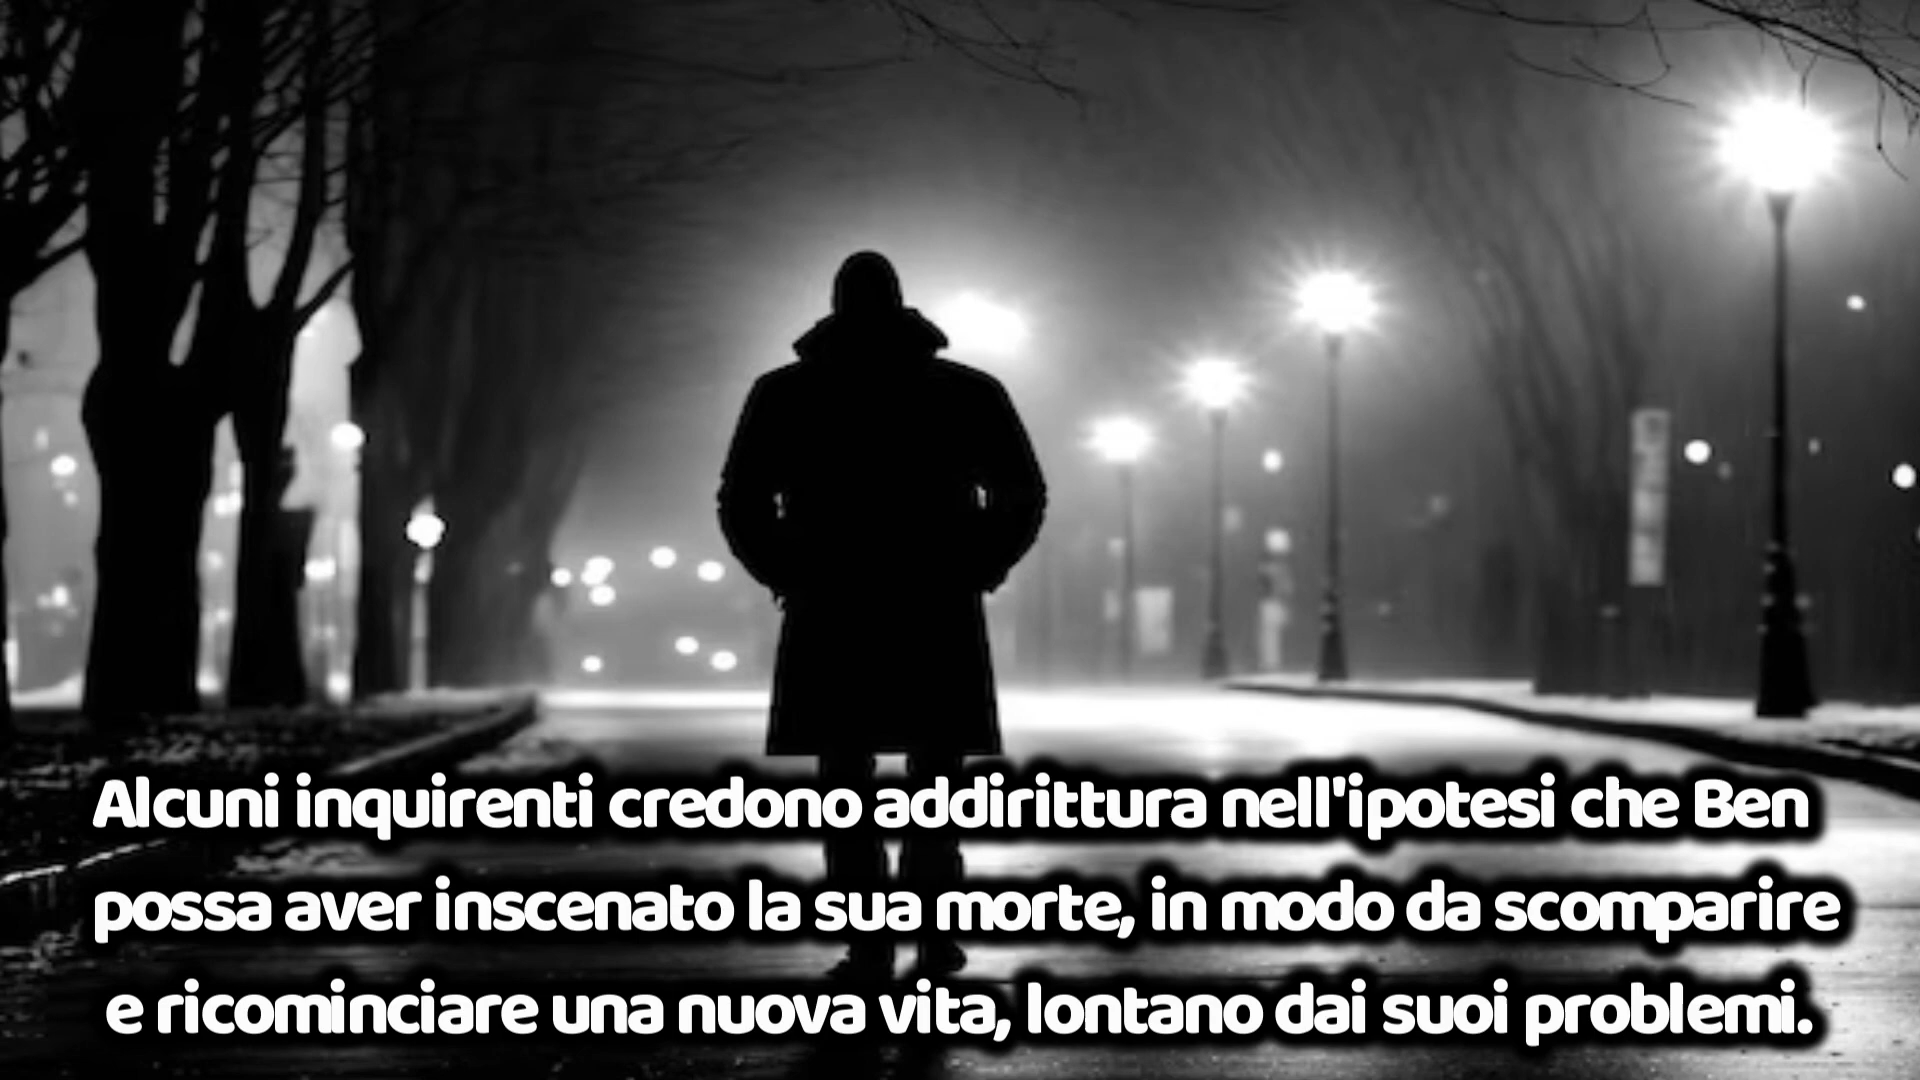 Alcuni inquirenti credono addirittura nell'ipotesi che Ben
possa aver inscenato la sua morte, in modo da scomparire
e ricominciare una nuova vita, lontano dai suoi problemi.